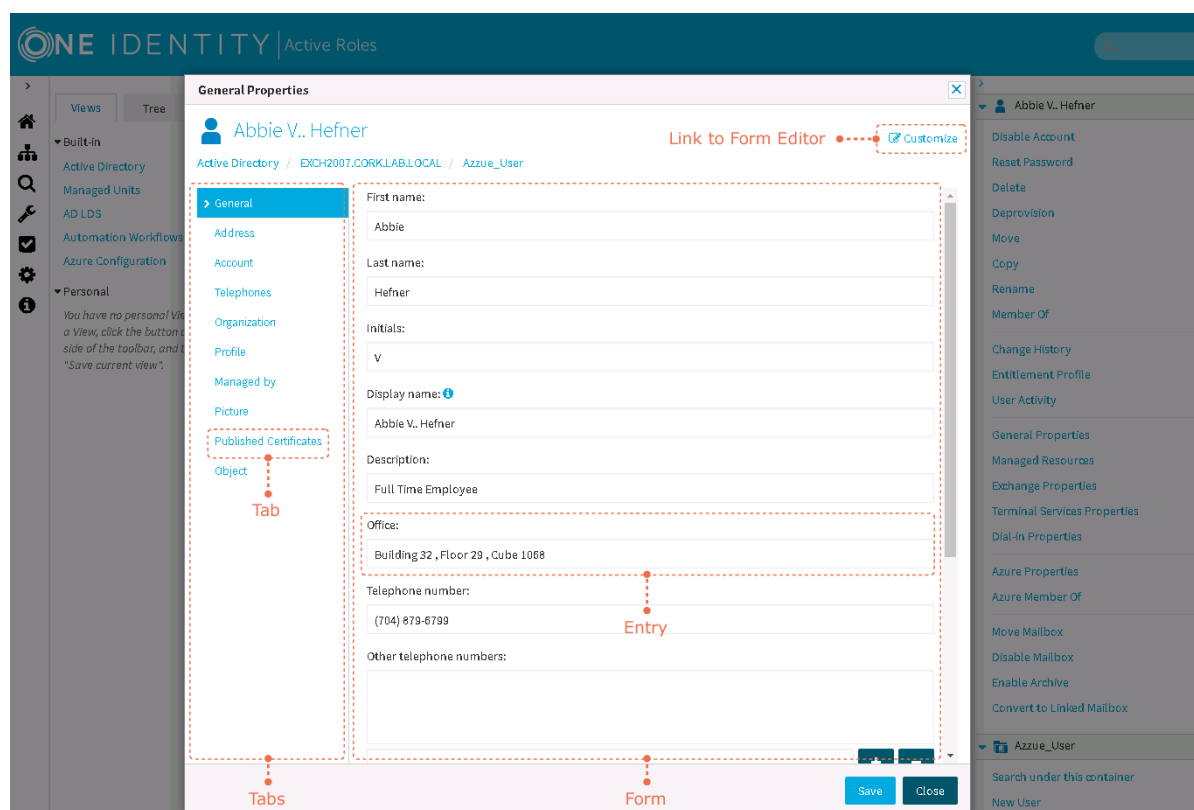 ONE IDENTITY Active Roles
Views Tree
Built-in
Active Directory
Managed Units
AD LDS
Automation Workflows
Azure Configuration
Personal
You have no personal
a View, click the button
side of the toolbar, and
"Save current view".
General Properties
Abbie V.. Hefner
Active Directory / EXCH2007.CORK.LAB.LOCAL / Azzue_User
Link to Form Editor
Customize
General
Address
Account
Telephones
Organization
Profile
Managed by
Picture
Published Certificates
Object
Tab
Tabs
First name:
Abbie
Last name:
Hefner
Initials:
V
Display name:
Abbie V.. Hefner
Description:
Full Time Employee
Office:
Building 32 , Floor 29 , Cube 1068
Telephone number:
(704) 879-6799
Entry
Other telephone numbers:
Form
Save Close
Abbie V.. Hefner
Disable Account
Reset Password
Delete
Deprovision
Move
Copy
Rename
Member Of
Change History
Entitlement Profile
User Activity
General Properties
Managed Resources
Exchange Properties
Terminal Services Properties
Dial-in Properties
Azure Properties
Azure Member Of
Move Mailbox
Disable Mailbox
Enable Archive
Convert to Linked Mailbox
Azzue_User
Search under this container
New User